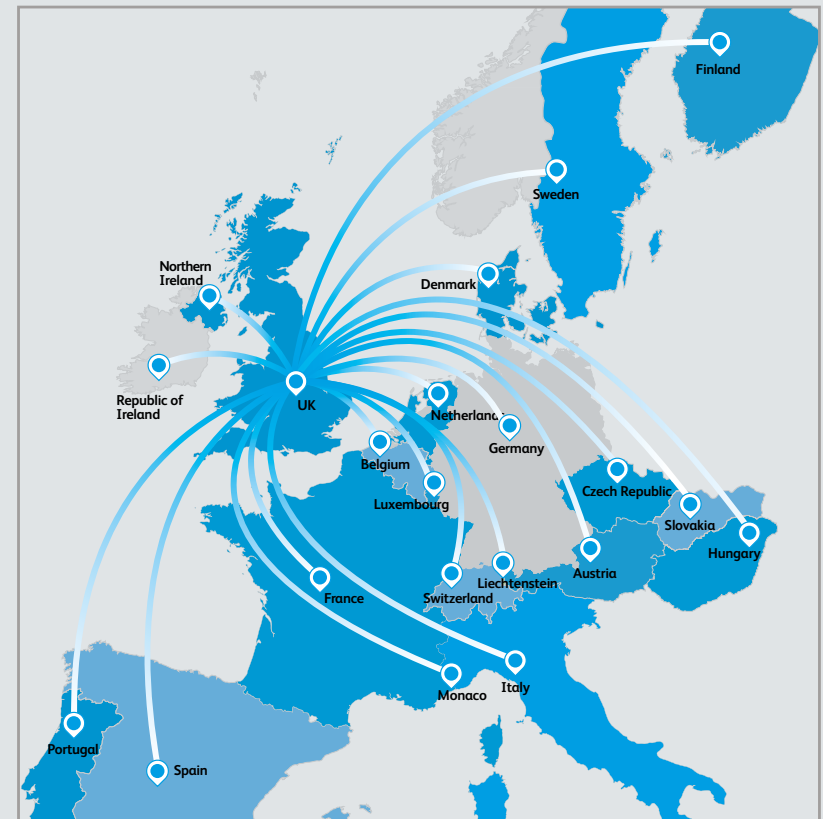 Finland
Sweden
Northern
Ireland
Denmark
Republic of
Ireland
UK
Netherland
Germany
Belgium
Luxembourg
Czech Republic
Slovakia
Hungary
Austria
Liechtenstein
Switzerland
France
Italy
Monaco
Portugal
Spain